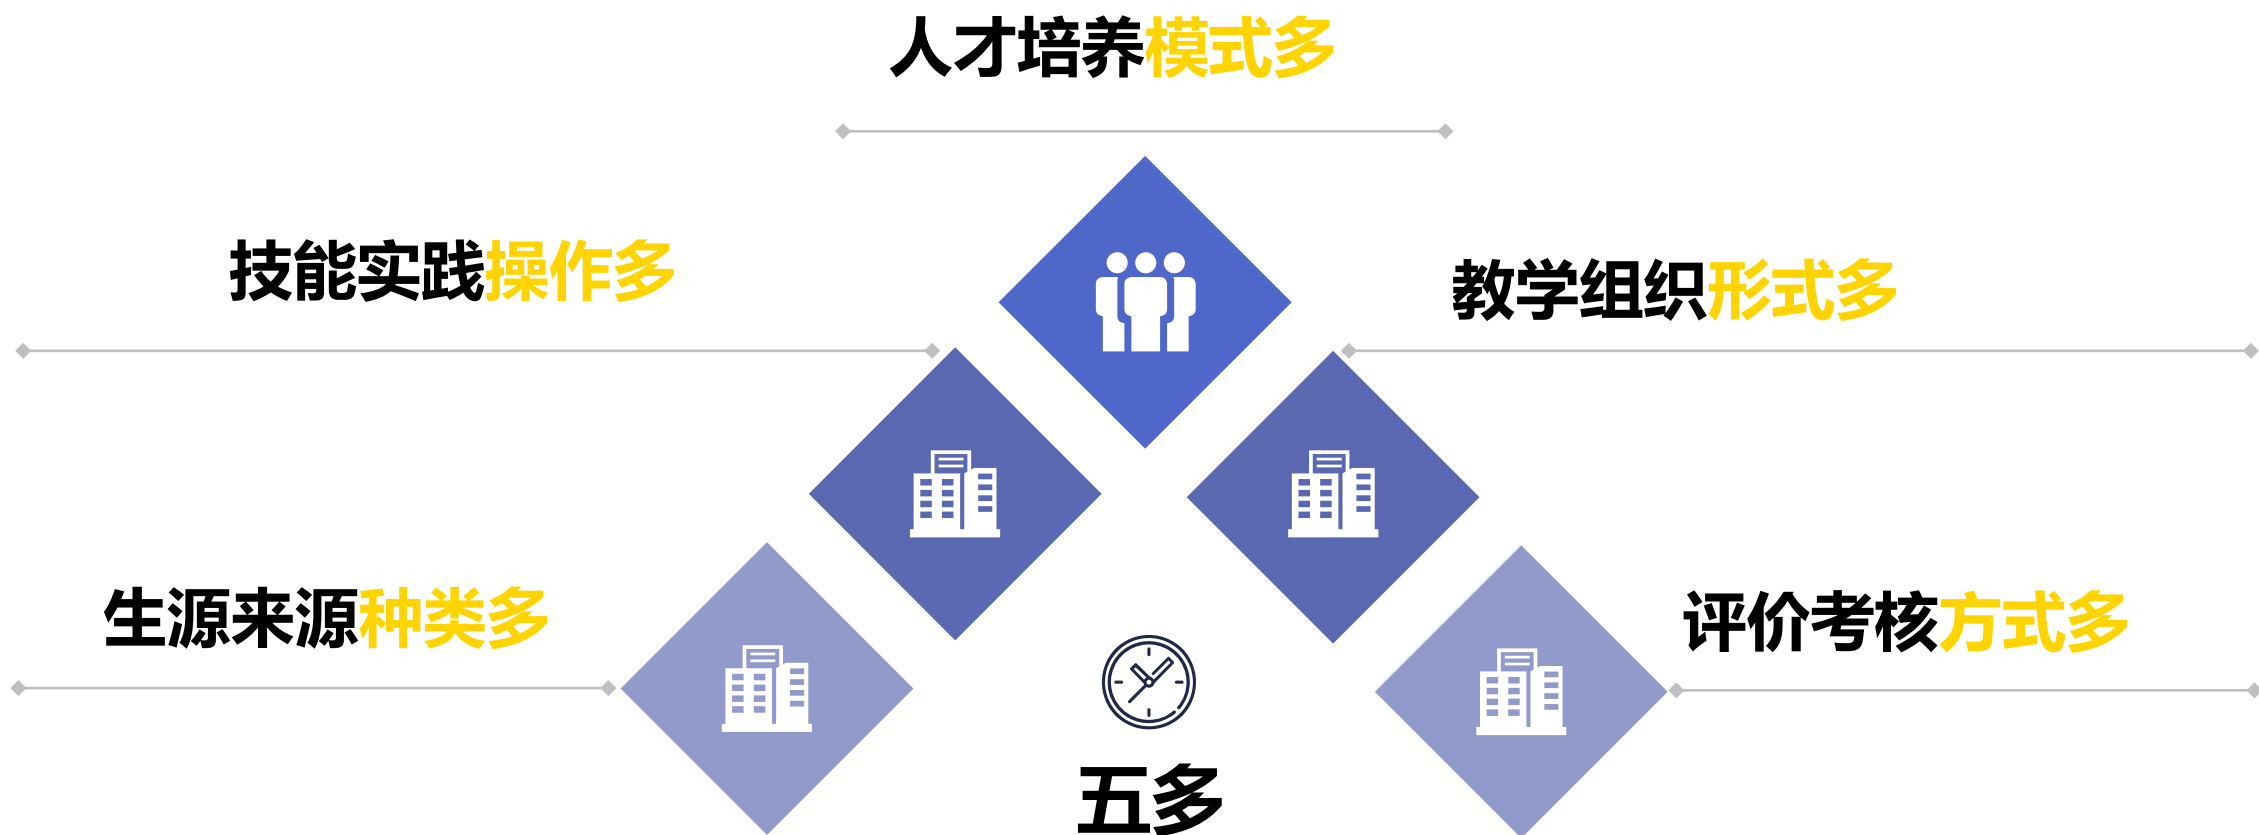 人才培养模式多
技能实践操作多
教学组织形式多
生源来源种类多
评价考核方式多
五多